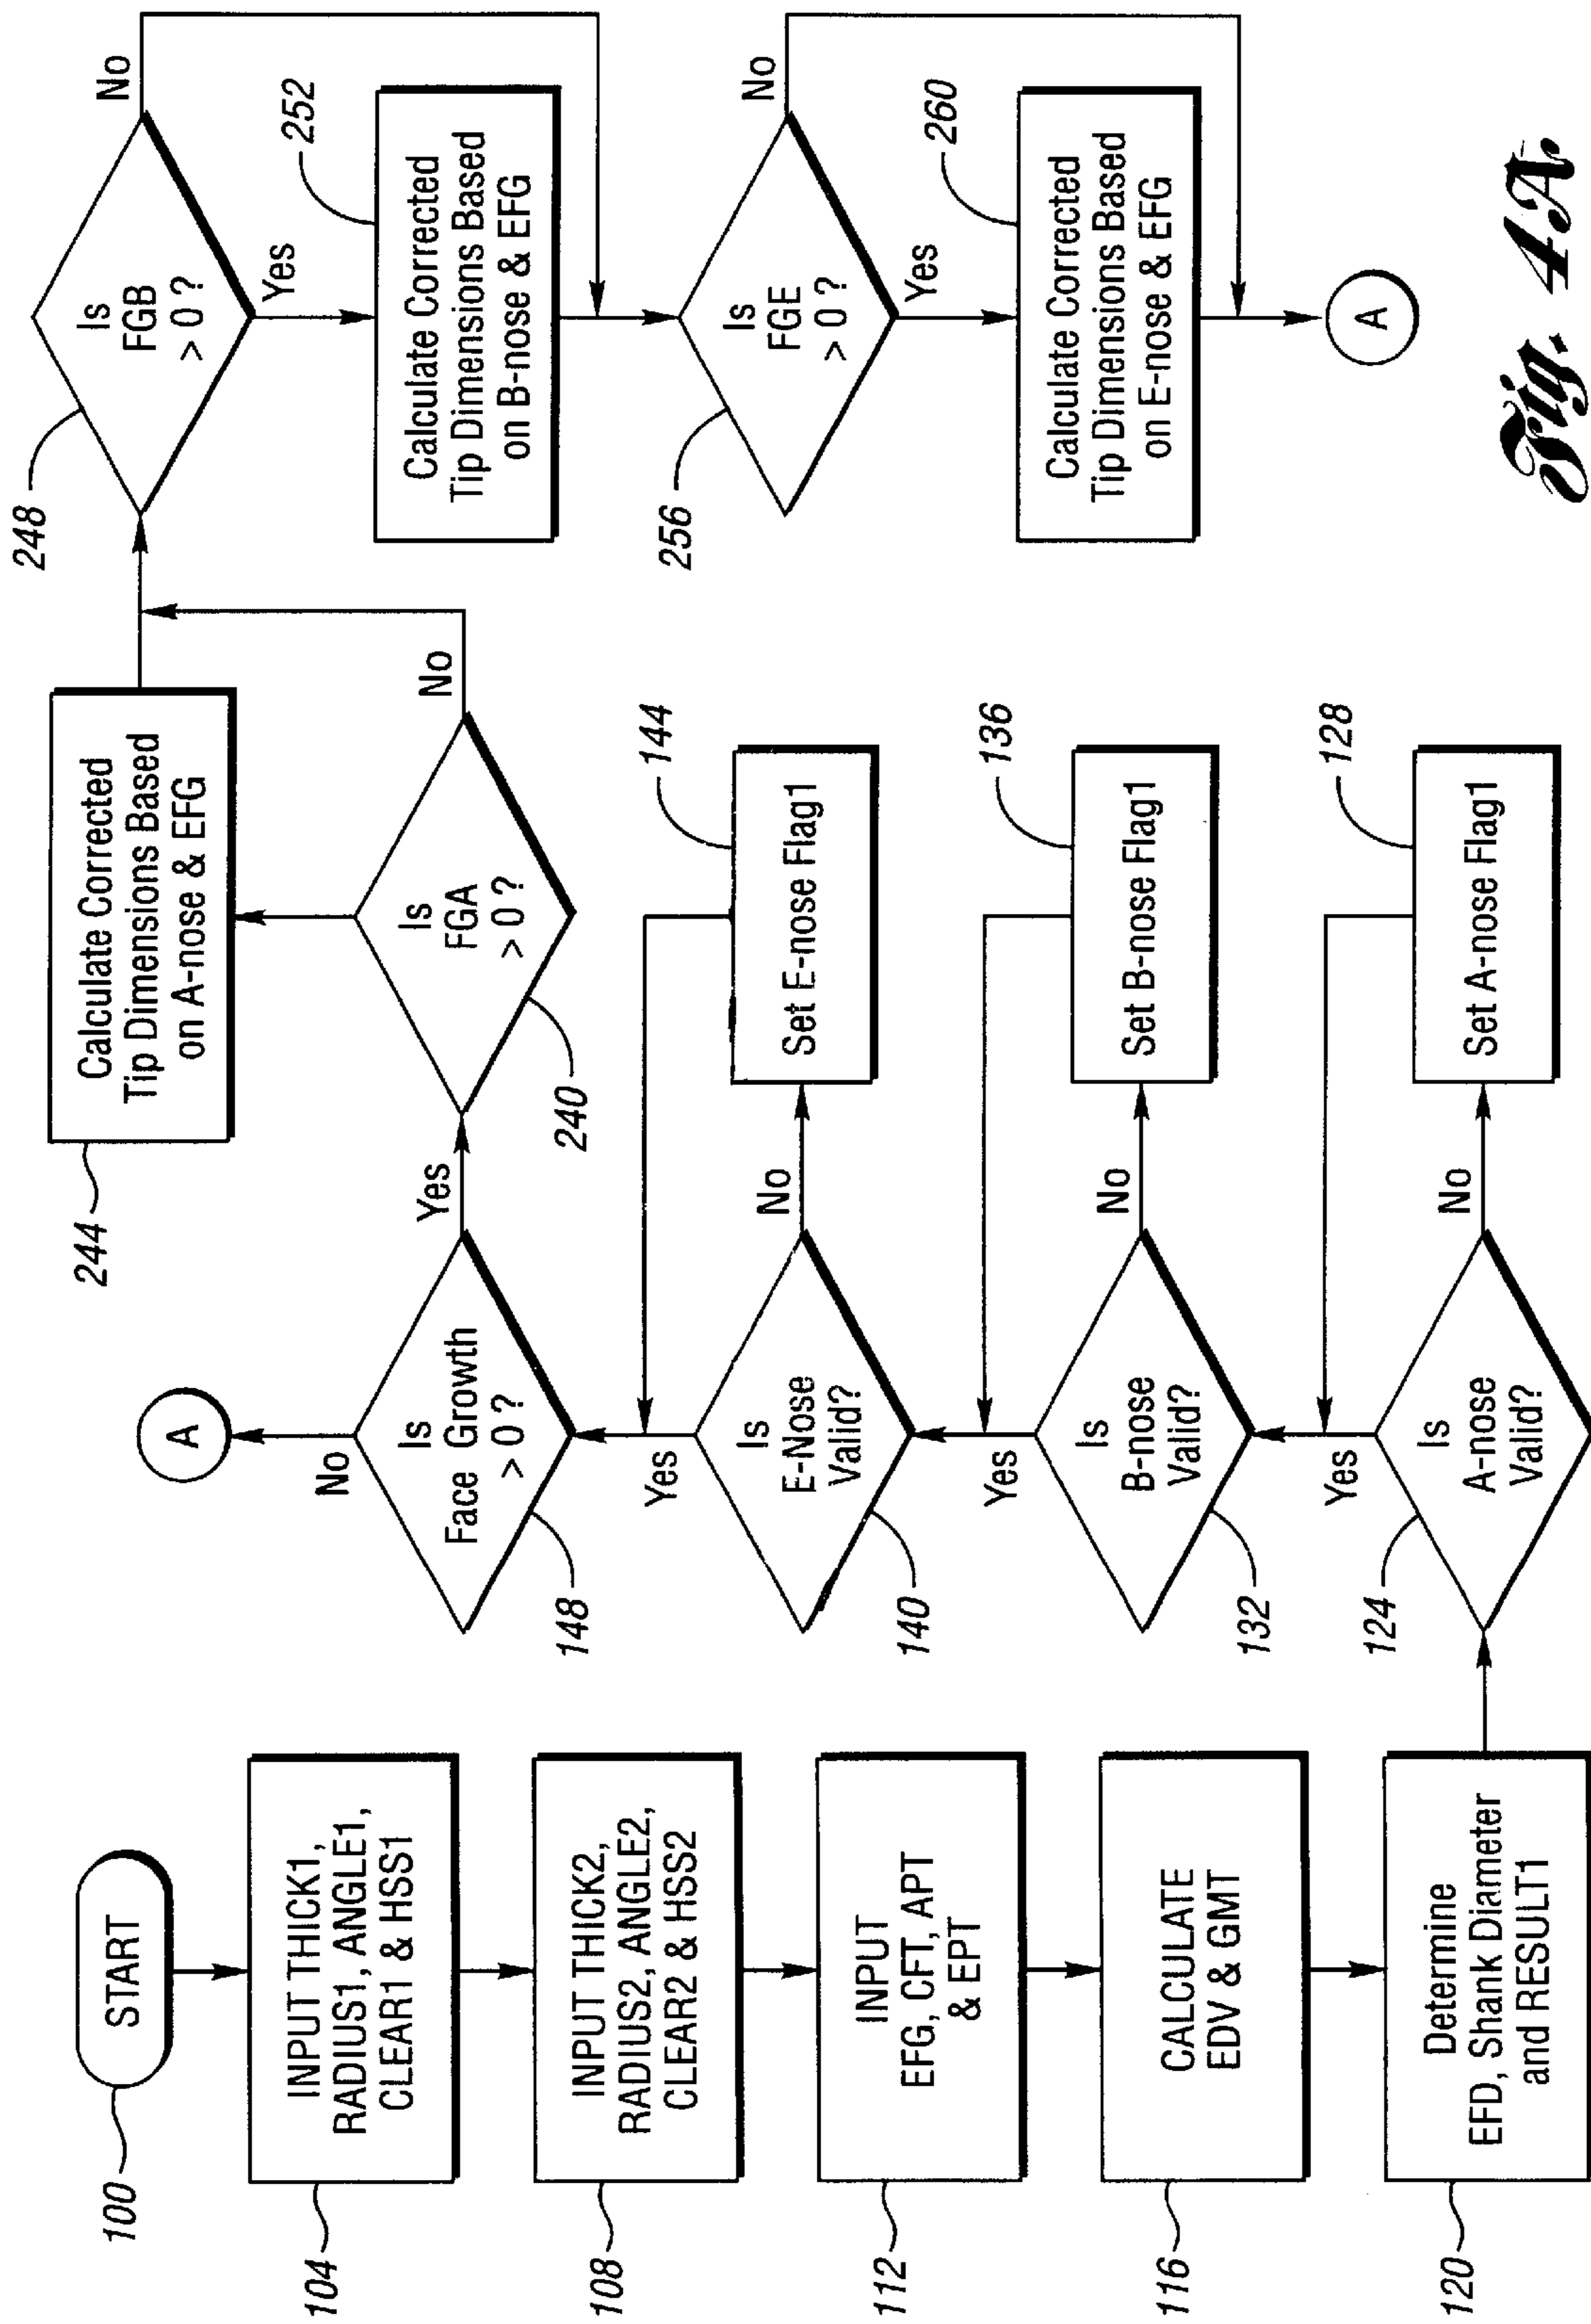 100
START
104
INPUT THICK1,
RADIUS1, ANGLE1,
CLEAR1 & HSS1
108
INPUT THICK2,
RADIUS2, ANGLE2,
CLEAR2 & HSS2
112
INPUT
EFG, CFT, APT
& EPT
116
CALCULATE
EDV & GMT
120
Determine
EFD, Shank Diameter
and RESULT1
124
Is
A-nose
Valid?
Yes
No
128
Set A-nose Flag1
132
Is
B-nose
Valid?
Yes
No
136
Set B-nose Flag1
140
Is
E-Nose
Valid?
Yes
No
144
Set E-nose Flag1
148
Is
Face Growth
> 0 ?
No
A
Yes
240
Is
FGA
> 0 ?
No
244
Calculate Corrected
Tip Dimensions Based
on A-nose & EFG
248
Is
FGB
> 0 ?
No
Yes
252
Calculate Corrected
Tip Dimensions Based
on B-nose & EFG
256
Is
FGE
> 0 ?
No
Yes
260
Calculate Corrected
Tip Dimensions Based
on E-nose & EFG
A
Fig. 4A